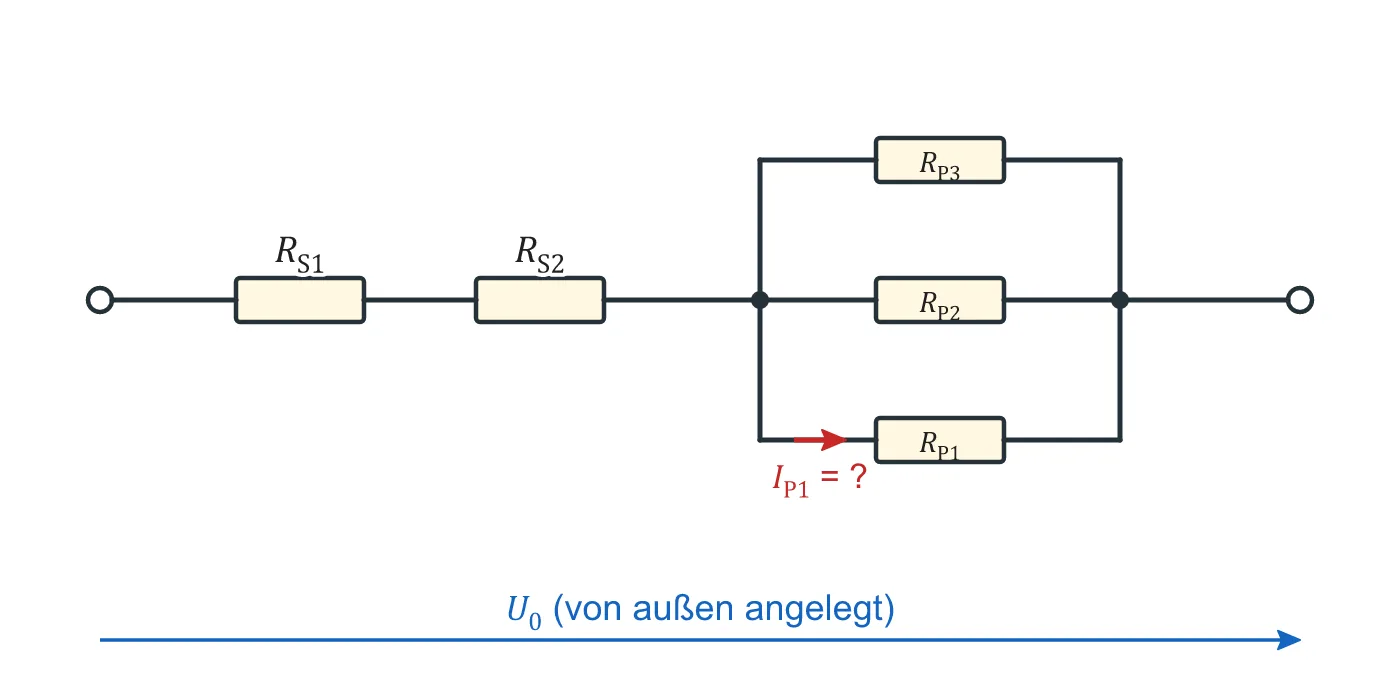 R_P3
R_S1
R_S2
R_P2
R_P1
I_P1 = ?
U_0 (von außen angelegt)